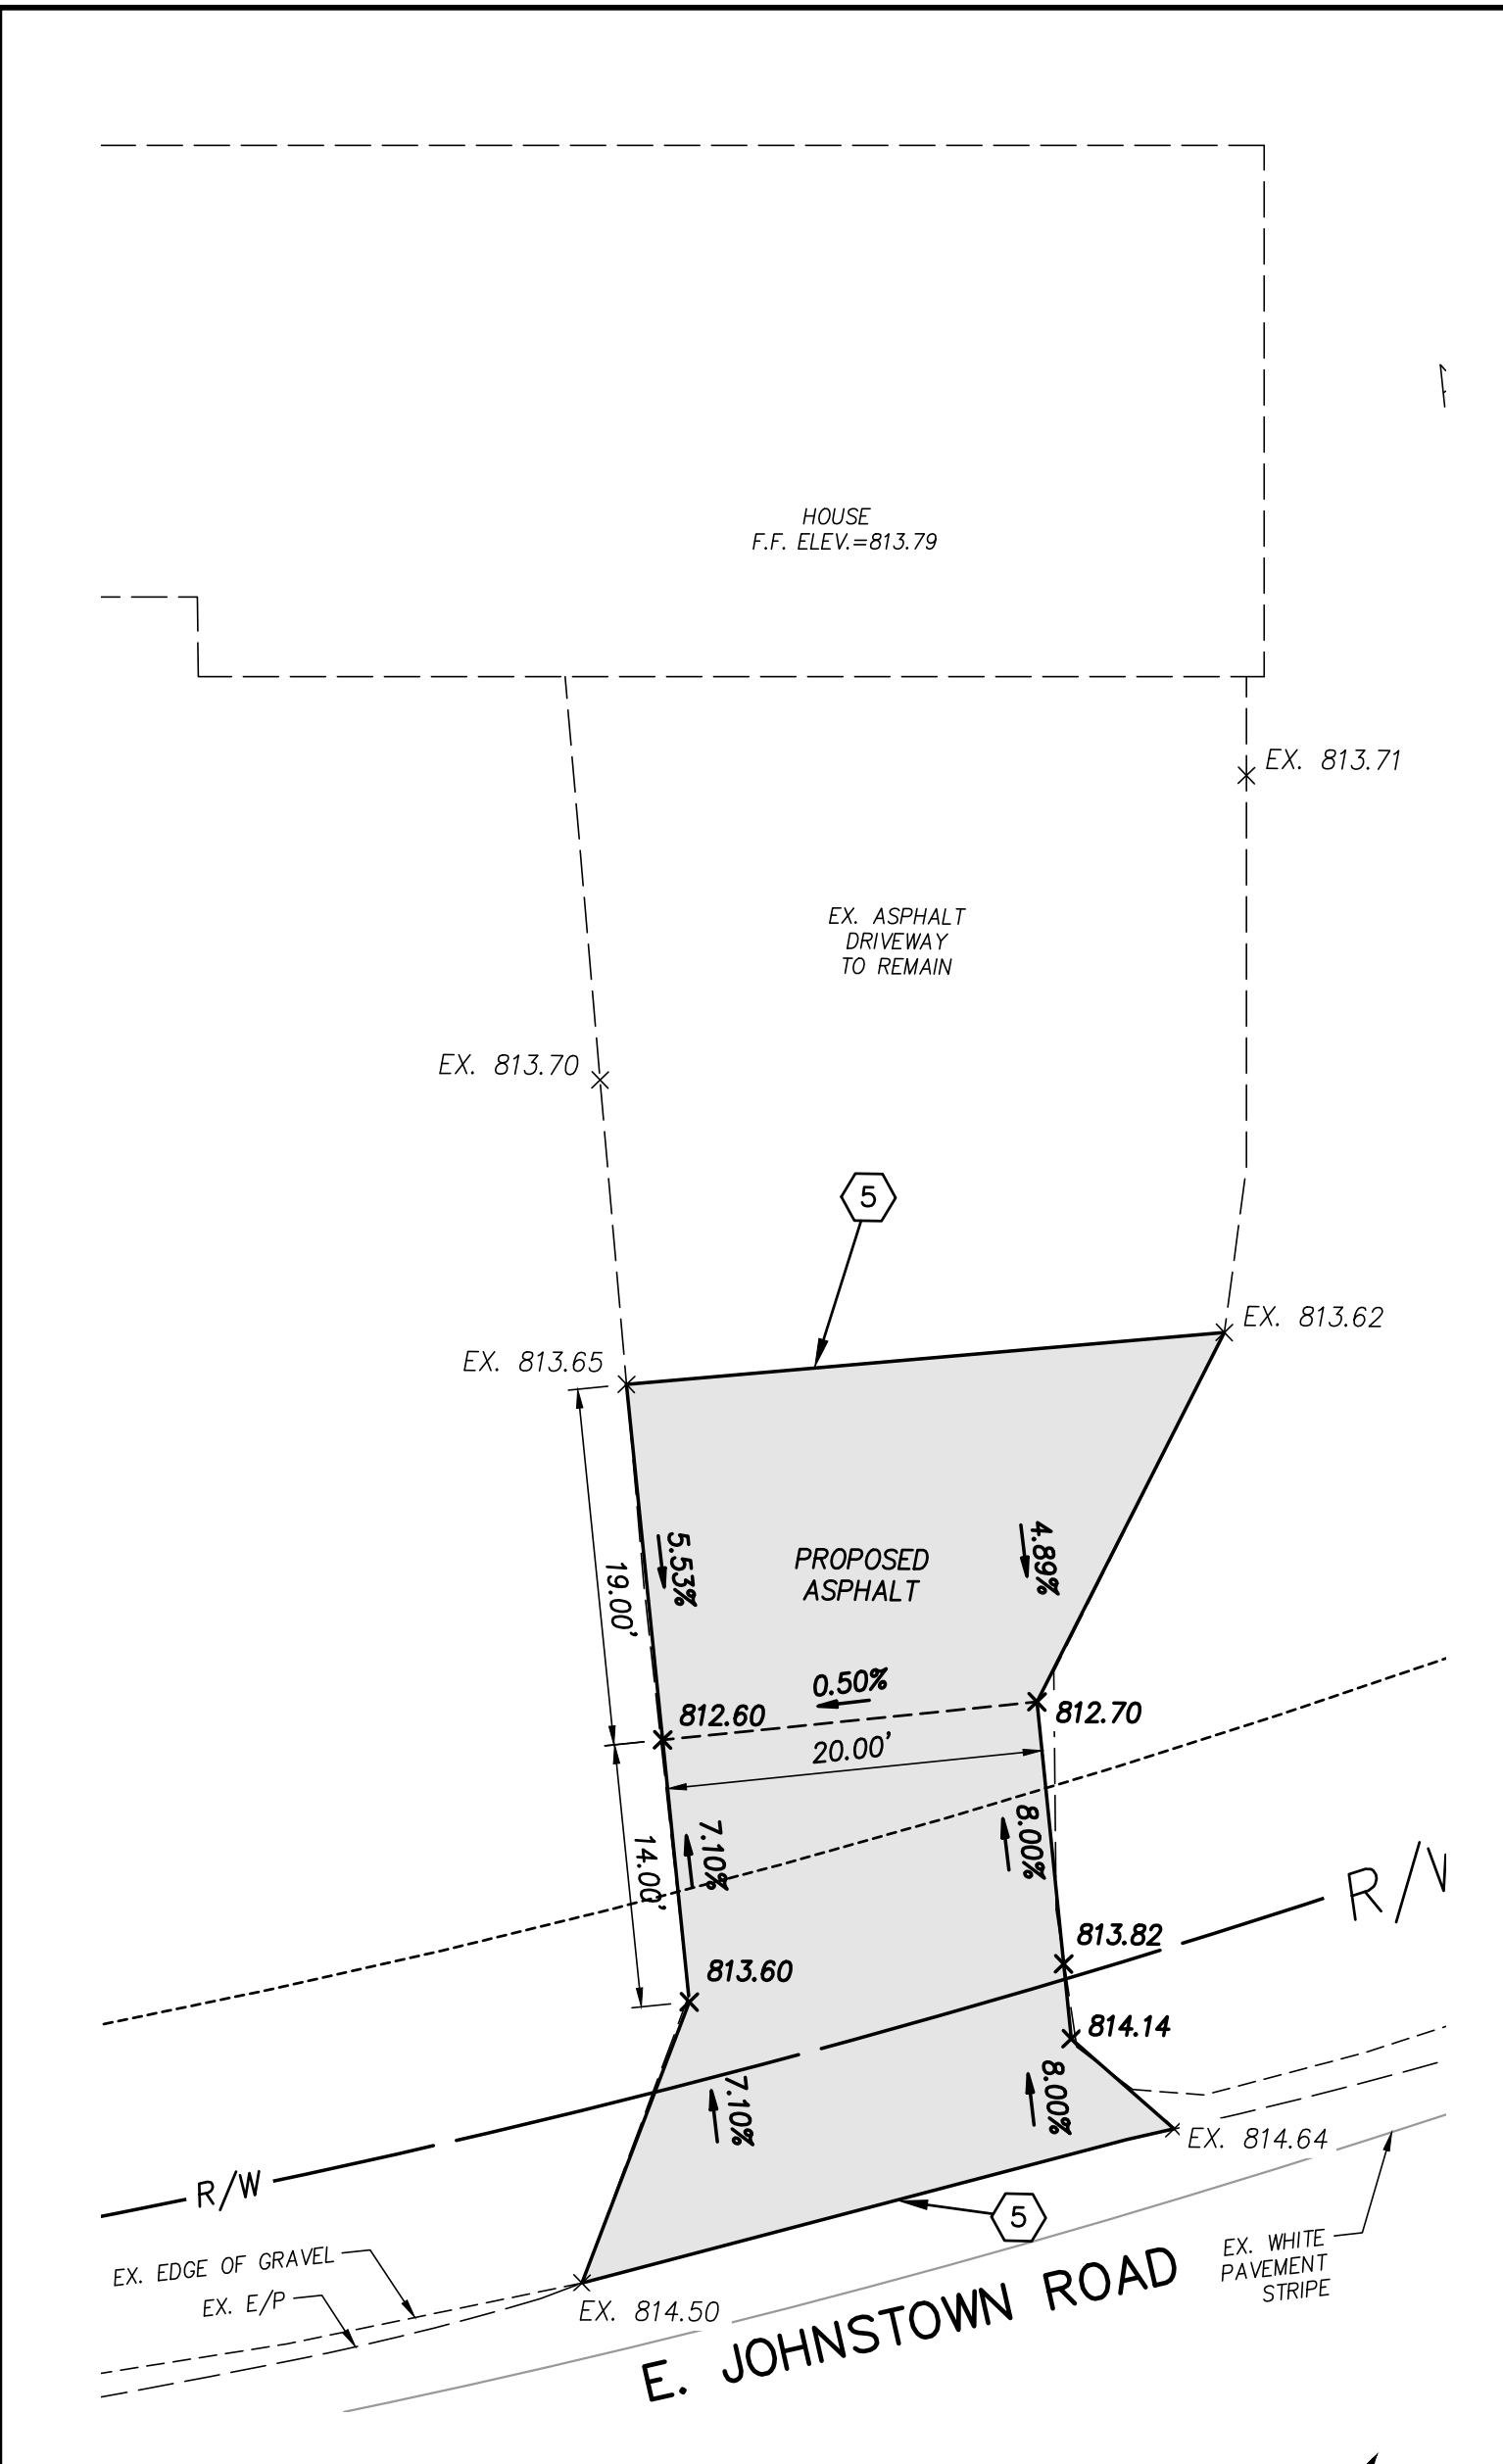 HOUSE
F.F. ELEV.=813.79
EX. 813.71
EX. ASPHALT
DRIVEWAY
TO REMAIN
EX. 813.70
5
EX. 813.62
EX. 813.65
19.00'
5.53%
PROPOSED
ASPHALT
4.89%
0.50%
812.60
812.70
20.00'
14.00'
7.10%
8.00%
813.82
813.60
814.14
7.10%
8.00%
EX. 814.64
R/W
5
EX. EDGE OF GRAVEL
EX. E/P
EX. 814.50
E. JOHNSTOWN ROAD
EX. WHITE
PAVEMENT
STRIPE